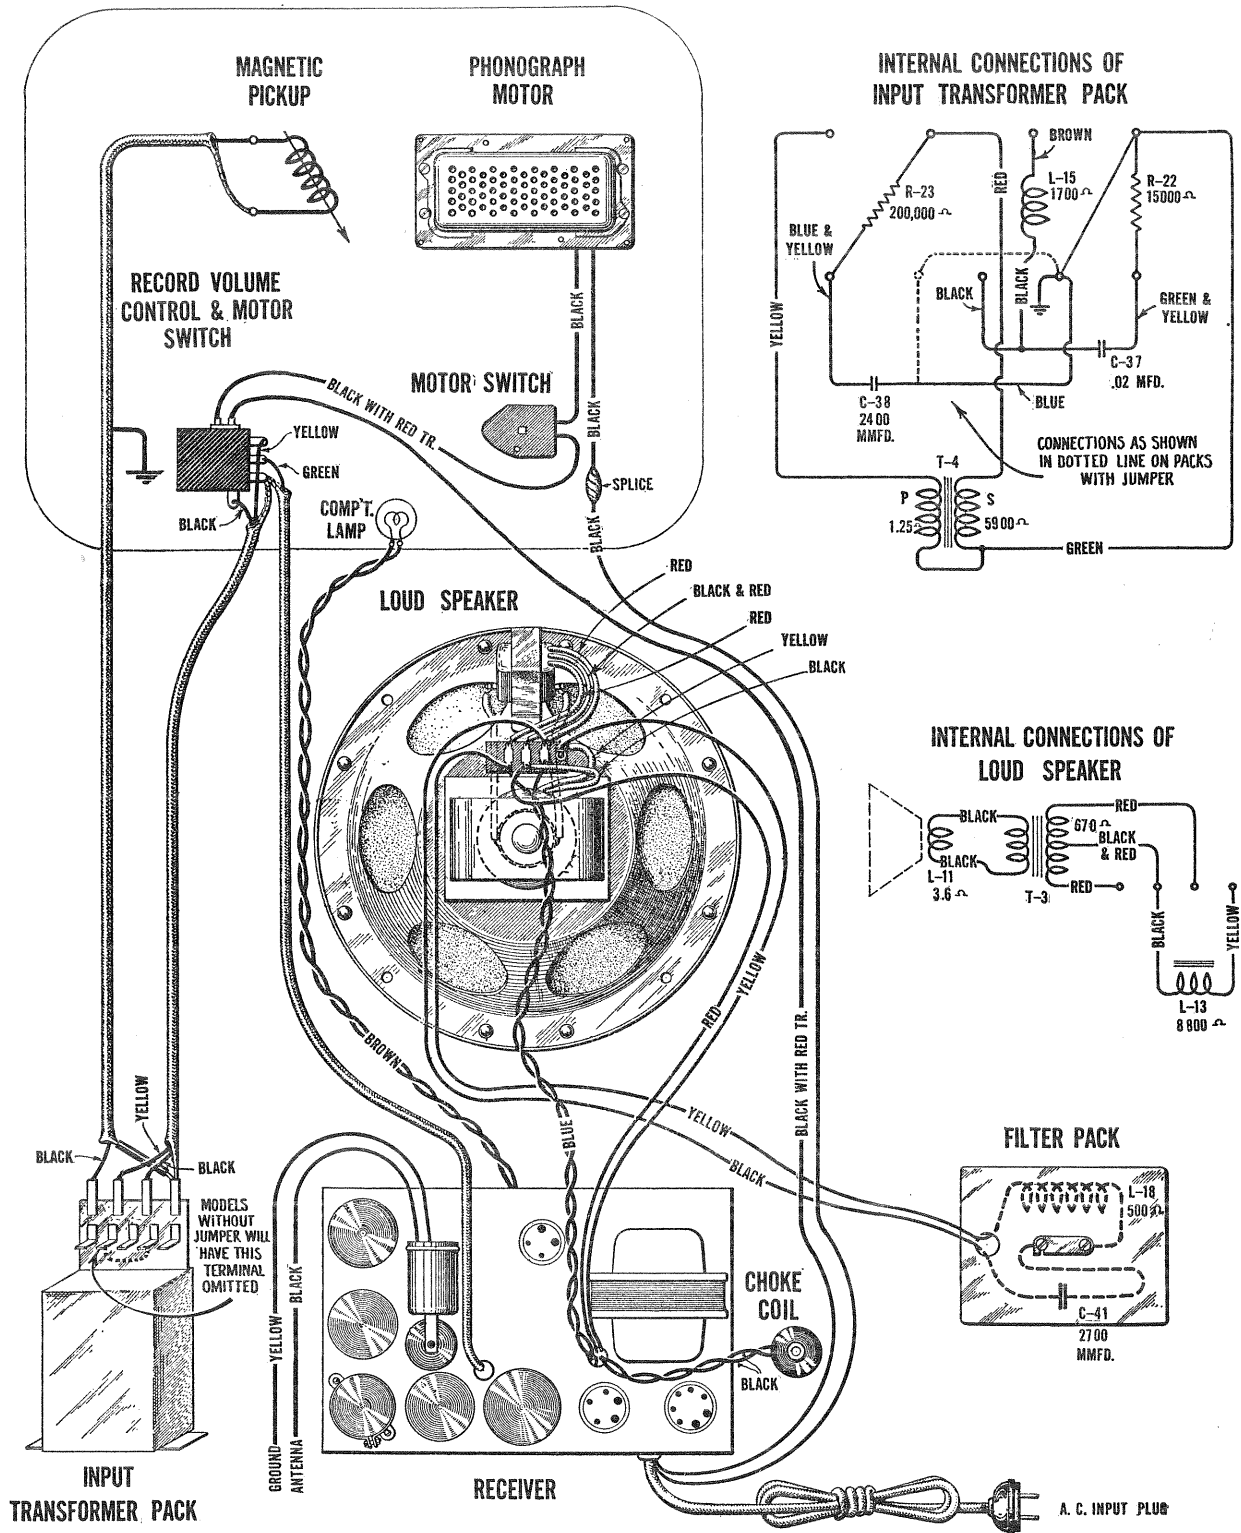 MAGNETIC
PICKUP
PHONOGRAPH
MOTOR
RECORD VOLUME
CONTROL & MOTOR
SWITCH
MOTOR SWITCH
BLACK
BLACK
BLACK WITH RED TR.
YELLOW
GREEN
BLACK
SPLICE
COMP'T.
LAMP
BLACK
LOUD SPEAKER
RED
BLACK & RED
RED
YELLOW
BLACK
INTERNAL CONNECTIONS OF
INPUT TRANSFORMER PACK
BROWN
RED
L-15
1700 Ω
R-22
15000 Ω
R-23
200,000 Ω
BLUE &
YELLOW
YELLOW
BLACK
BLACK
GREEN &
YELLOW
C-37
.02 MFD.
C-38
2400
MMFD.
BLUE
CONNECTIONS AS SHOWN
IN DOTTED LINE ON PACKS
WITH JUMPER
T-4
P
S
1.25 Ω
5900 Ω
GREEN
INTERNAL CONNECTIONS OF
LOUD SPEAKER
BLACK
BLACK
L-11
3.6 Ω
T-3
RED
670 Ω
BLACK
& RED
RED
BLACK
YELLOW
L-13
8800 Ω
BROWN
RED
YELLOW
BLACK WITH RED TR.
BLUE
YELLOW
BLACK
FILTER PACK
L-18
500 Ω
C-41
2700
MMFD.
YELLOW
BLACK
BLACK
MODELS
WITHOUT
JUMPER WILL
HAVE THIS
TERMINAL
OMITTED
INPUT
TRANSFORMER PACK
GROUND
YELLOW
ANTENNA
BLACK
CHOKE
COIL
BLACK
RECEIVER
A. C. INPUT PLUG